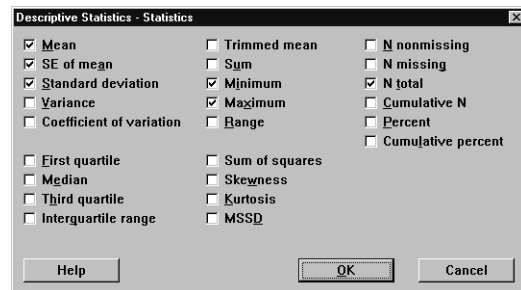 Descriptive Statistics - Statistics
Mean
SE of mean
Standard deviation
Variance
Coefficient of variation
First quartile
Median
Third quartile
Interquartile range
Trimmed mean
Sum
Minimum
Maximum
Range
Sum of squares
Skewness
Kurtosis
MSSD
N nonmissing
N missing
N total
Cumulative N
Percent
Cumulative percent
Help
OK
Cancel